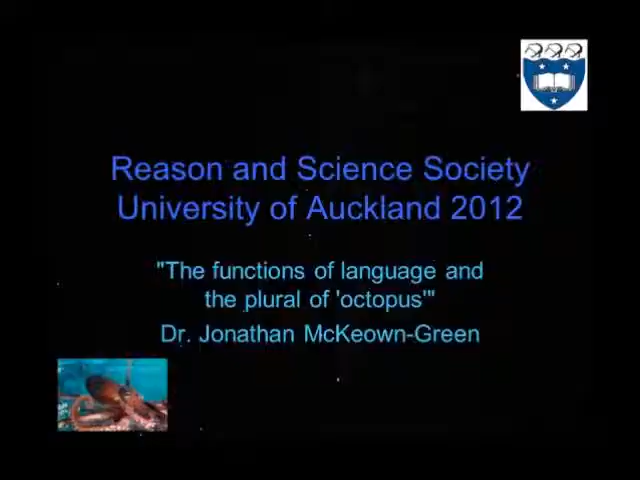 Reason and Science Society
University of Auckland 2012
"The functions of language and
the plural of 'octopus'"
Dr. Jonathan McKeown-Green